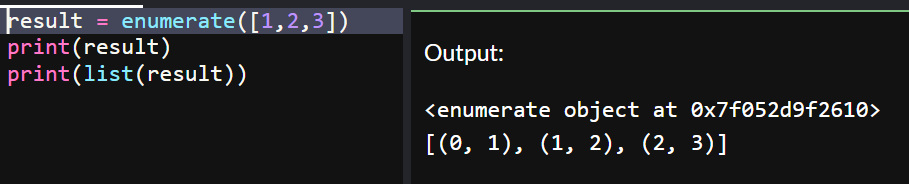 result = enumerate([1,2,3])
print(result)
print(list(result))
Output:
<enumerate object at 0x7f052d9f2610>
[(0, 1), (1, 2), (2, 3)]